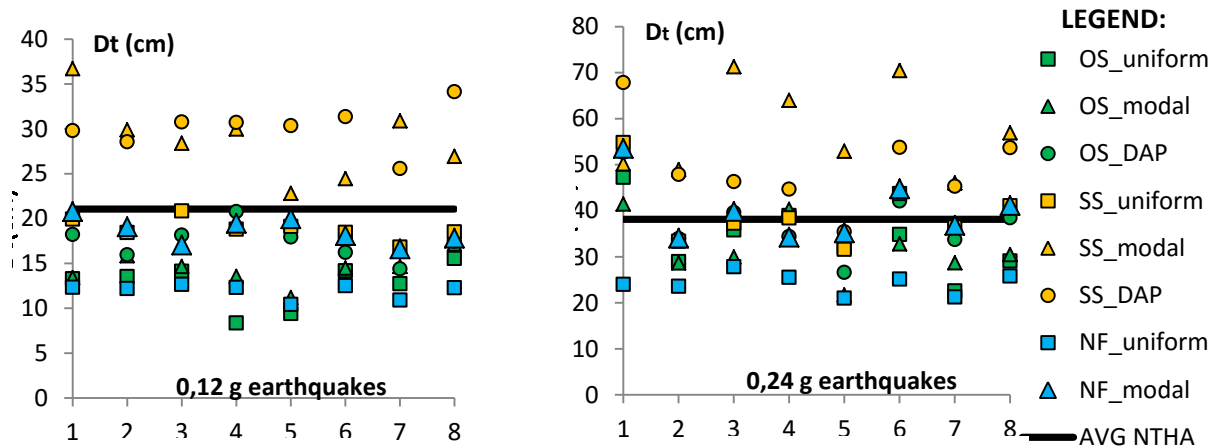 Dt (cm)
40
35
30
25
20
15
10
5
0
0,12 g earthquakes
1 2 3 4 5 6 7 8
Dt (cm)
80
70
60
50
40
30
20
10
0
0,24 g earthquakes
1 2 3 4 5 6 7 8
LEGEND:
OS_uniform
OS_modal
OS_DAP
SS_uniform
SS_modal
SS_DAP
NF_uniform
NF_modal
AVG NTHA